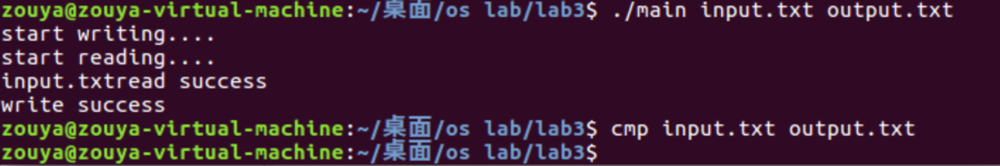 zouya@zouya-virtual-machine:~/桌面/os lab/lab3$ ./main input.txt output.txt
start writing....
start reading....
input.txtread success
write success
zouya@zouya-virtual-machine:~/桌面/os lab/lab3$ cmp input.txt output.txt
zouya@zouya-virtual-machine:~/桌面/os lab/lab3$